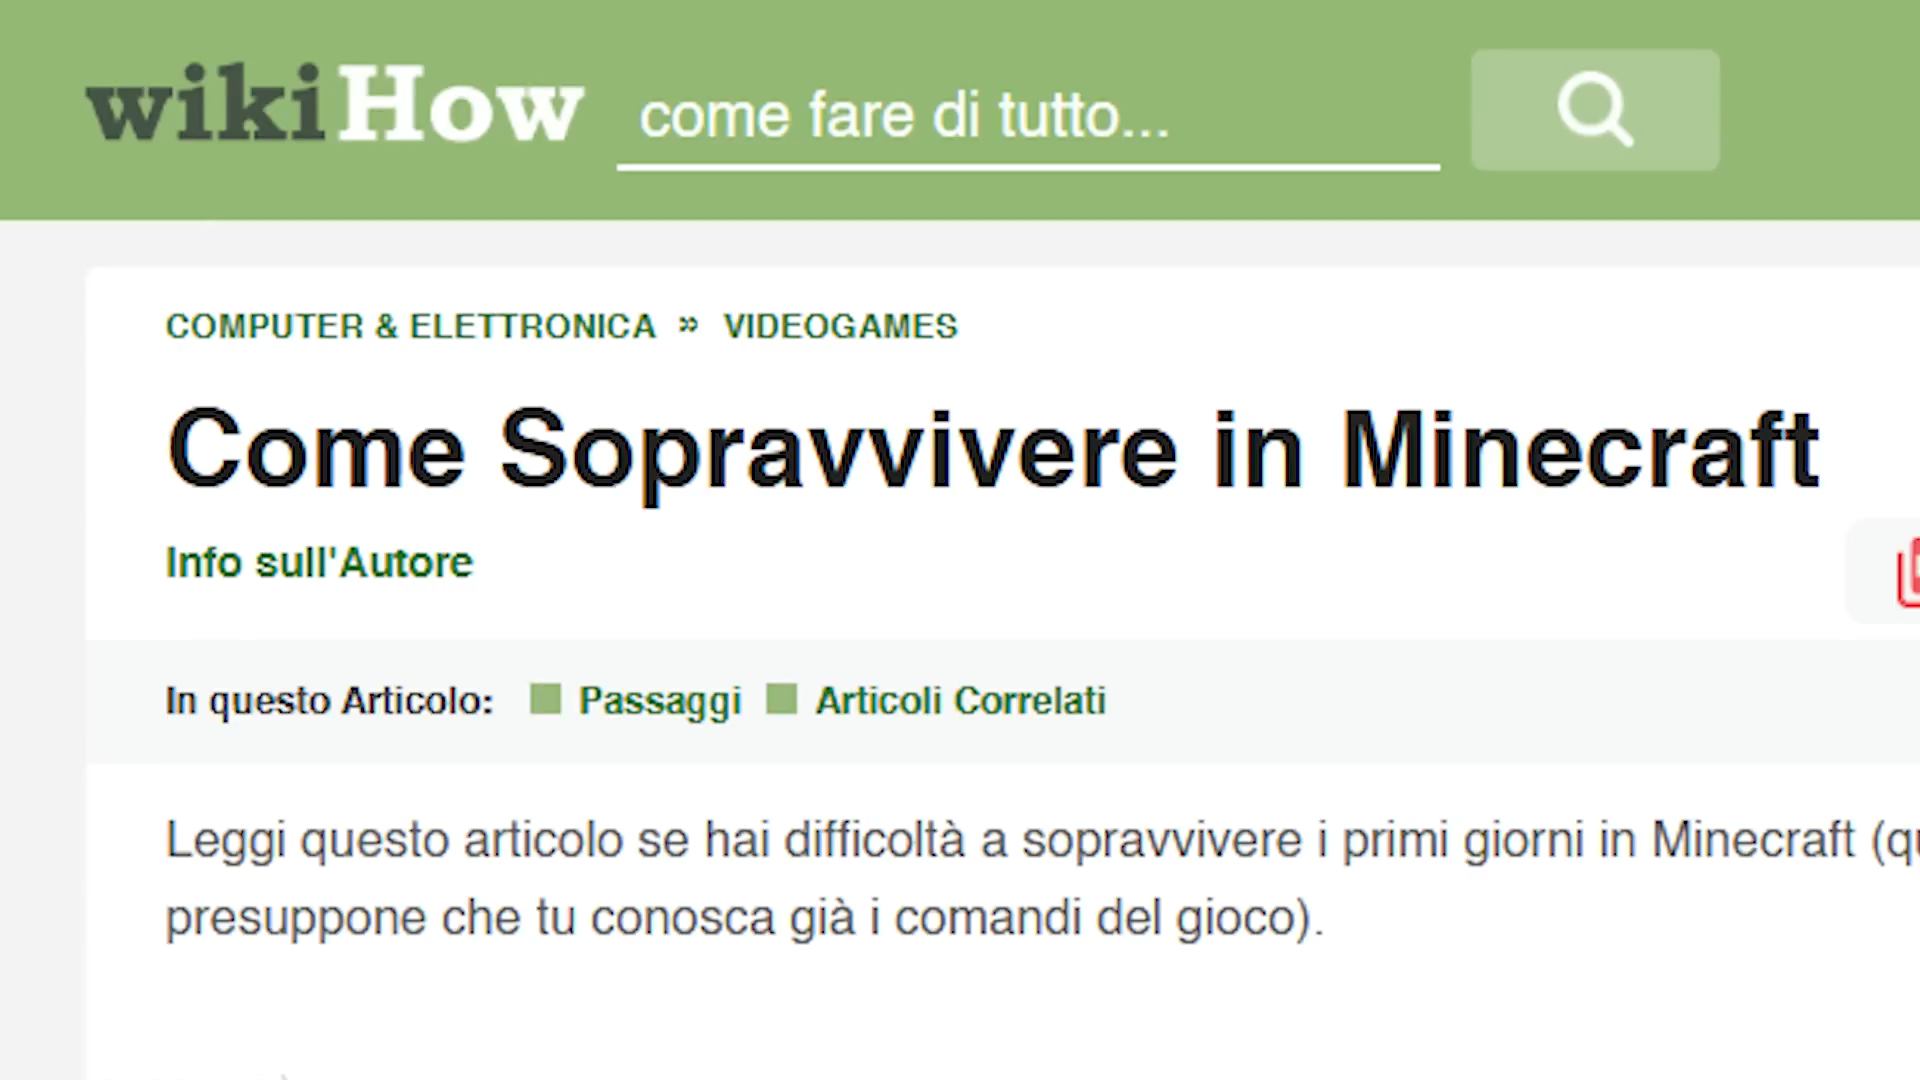 wikiHow come fare di tutto...
COMPUTER & ELETTRONICA » VIDEOGAMES
Come Sopravvivere in Minecraft
Info sull'Autore
In questo Articolo: Passaggi Articoli Correlati
Leggi questo articolo se hai difficoltà a sopravvivere i primi giorni in Minecraft
presuppone che tu conosca già i comandi del gioco).